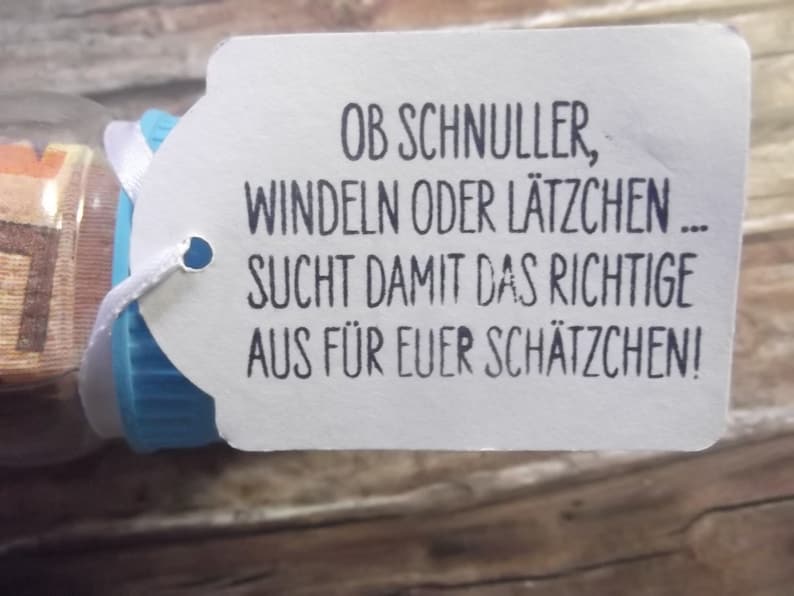 OB SCHNULLER,
WINDELN ODER LÄTZCHEN ...
SUCHT DAMIT DAS RICHTIGE
AUS FÜR EUER SCHÄTZCHEN!